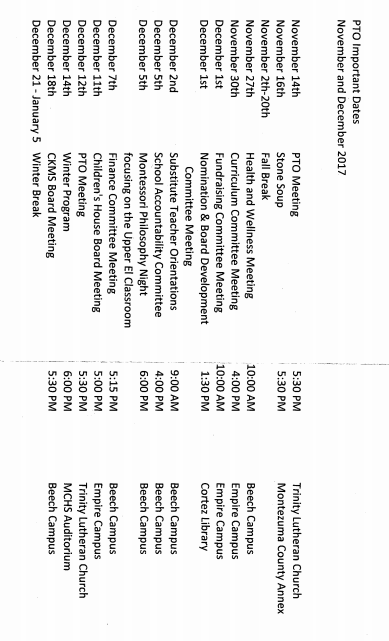 PTO Important Dates
November and December 2017
November 14th PTO Meeting 5:30 PM Trinity Lutheran Church
November 16th Stone Soup 5:30 PM Montezuma County Annex
November 2th-20th Fall Break
November 27th Health and Wellness Meeting 10:00 AM Beech Campus
November 30th Curriculum Committee Meeting 4:00 PM Empire Campus
December 1st Fundraising Committee Meeting 10:00 AM Empire Campus
December 1st Nomination & Board Development 1:30 PM Cortez Library
Committee Meeting
December 2nd Substitute Teacher Orientations 9:00 AM Beech Campus
December 5th School Accountability Committee 4:00 PM Beech Campus
December 5th Montessori Philosophy Night 6:00 PM Beech Campus
focusing on the Upper El Classroom
December 7th Finance Committee Meeting 5:15 PM Beech Campus
December 11th Children's House Board Meeting 5:00 PM Empire Campus
December 12th PTO Meeting 5:30 PM Trinity Lutheran Church
December 14th Winter Program 6:00 PM MCHS Auditorium
December 18th CKMS Board Meeting 5:30 PM Beech Campus
December 21 - January 5 Winter Break